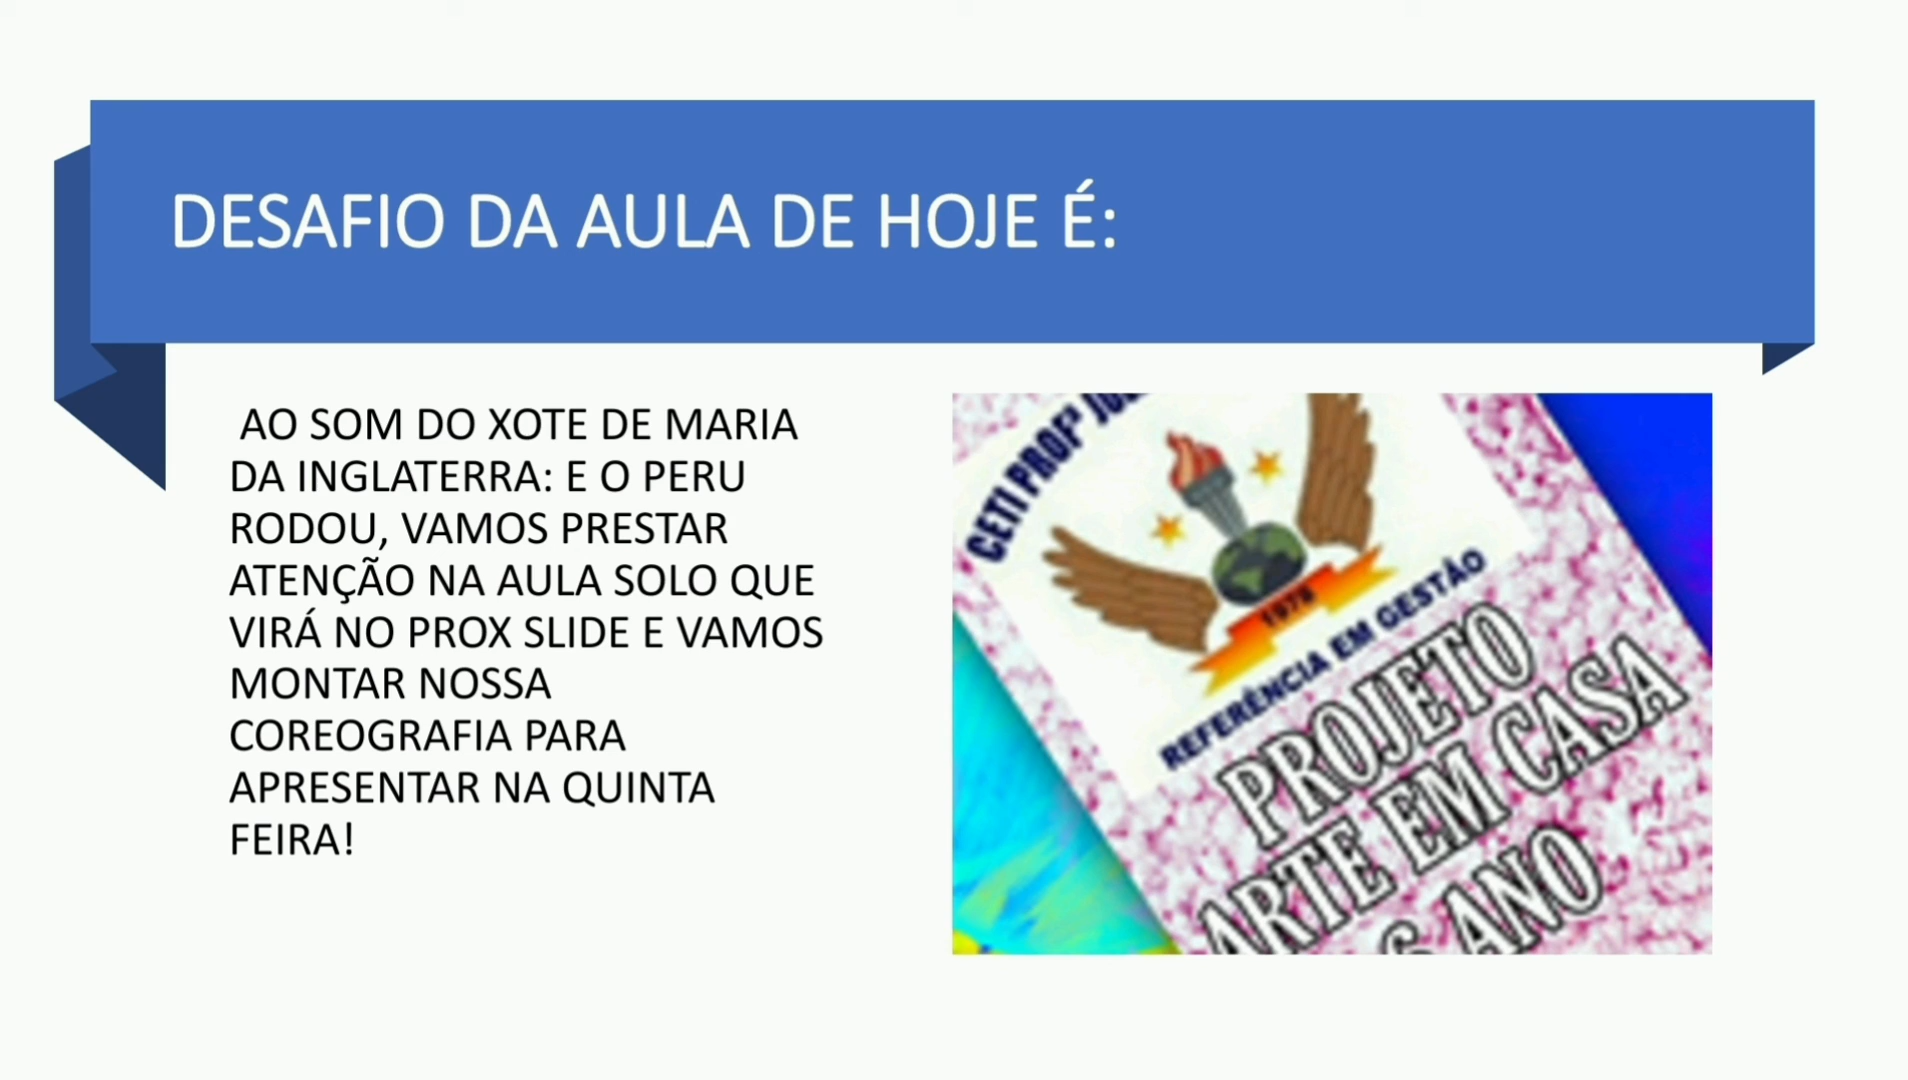 DESAFIO DA AULA DE HOJE É:
AO SOM DO XOTE DE MARIA
DA INGLATERRA: E O PERU
RODOU, VAMOS PRESTAR
ATENÇÃO NA AULA SOLO QUE
VIRÁ NO PROX SLIDE E VAMOS
MONTAR NOSSA
COREOGRAFIA PARA
APRESENTAR NA QUINTA
FEIRA!
CETI PROFº
1978
REFERÊNCIA EM GESTÃO
PROJETO
ARTE EM CASA
6 ANO